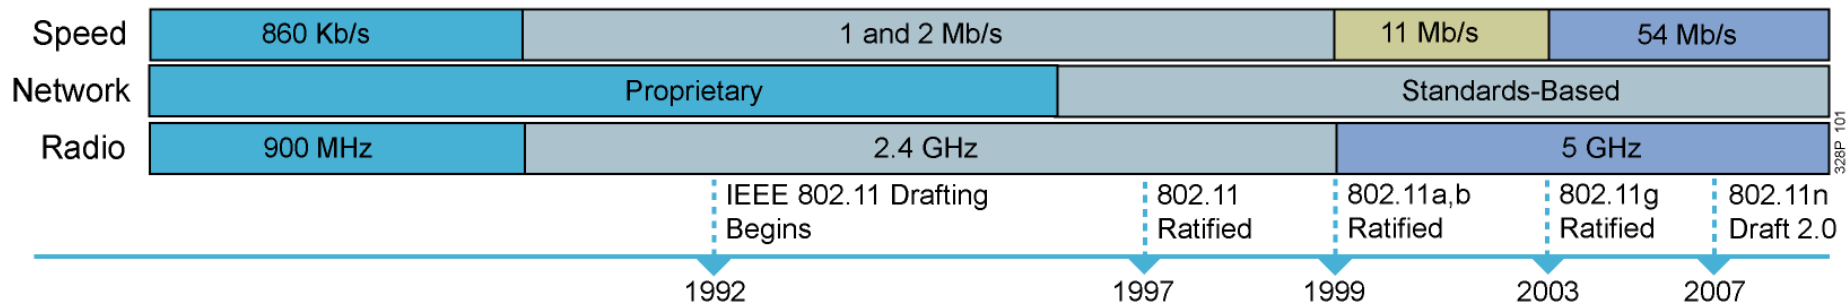 Speed 860 Kb/s 1 and 2 Mb/s 11 Mb/s 54 Mb/s
Network Proprietary Standards-Based
Radio 900 MHz 2.4 GHz 5 GHz
328P_101
IEEE 802.11 Drafting
Begins
802.11
Ratified
802.11a,b
Ratified
802.11g
Ratified
802.11n
Draft 2.0
1992 1997 1999 2003 2007